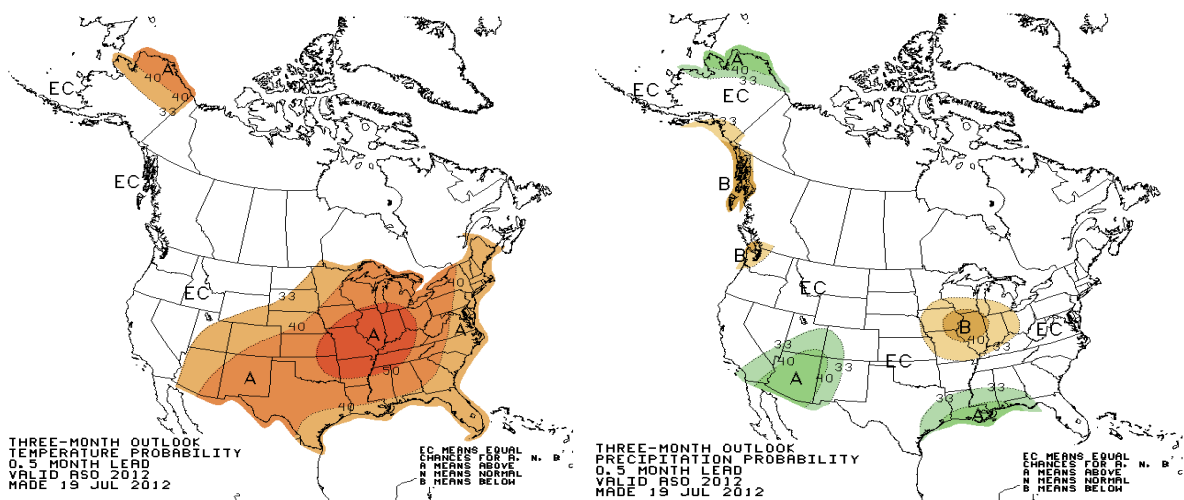 A
40
EC
40
33
EC
EC
33
40
40
A
A
A
50
40
THREE-MONTH OUTLOOK
TEMPERATURE PROBABILITY
0.5 MONTH LEAD
VALID ASO 2012
MADE 19 JUL 2012
EC MEANS EQUAL
CHANCES FOR A, N, B
A MEANS ABOVE
N MEANS NORMAL
B MEANS BELOW
A
40
33
EC
EC
33
B
B
EC
B
EC
40
33
33
40
EC
33
A
40
33
33
A
THREE-MONTH OUTLOOK
PRECIPITATION PROBABILITY
0.5 MONTH LEAD
VALID ASO 2012
MADE 19 JUL 2012
EC MEANS EQUAL
CHANCES FOR A, N, B
A MEANS ABOVE
N MEANS NORMAL
B MEANS BELOW